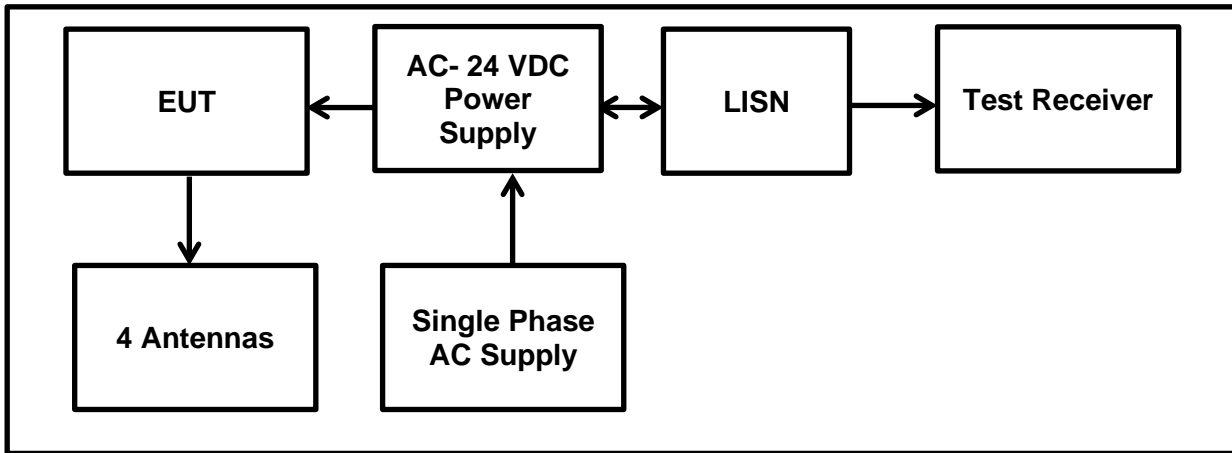 EUT
AC- 24 VDC
Power
Supply
LISN
Test Receiver
4 Antennas
Single Phase
AC Supply